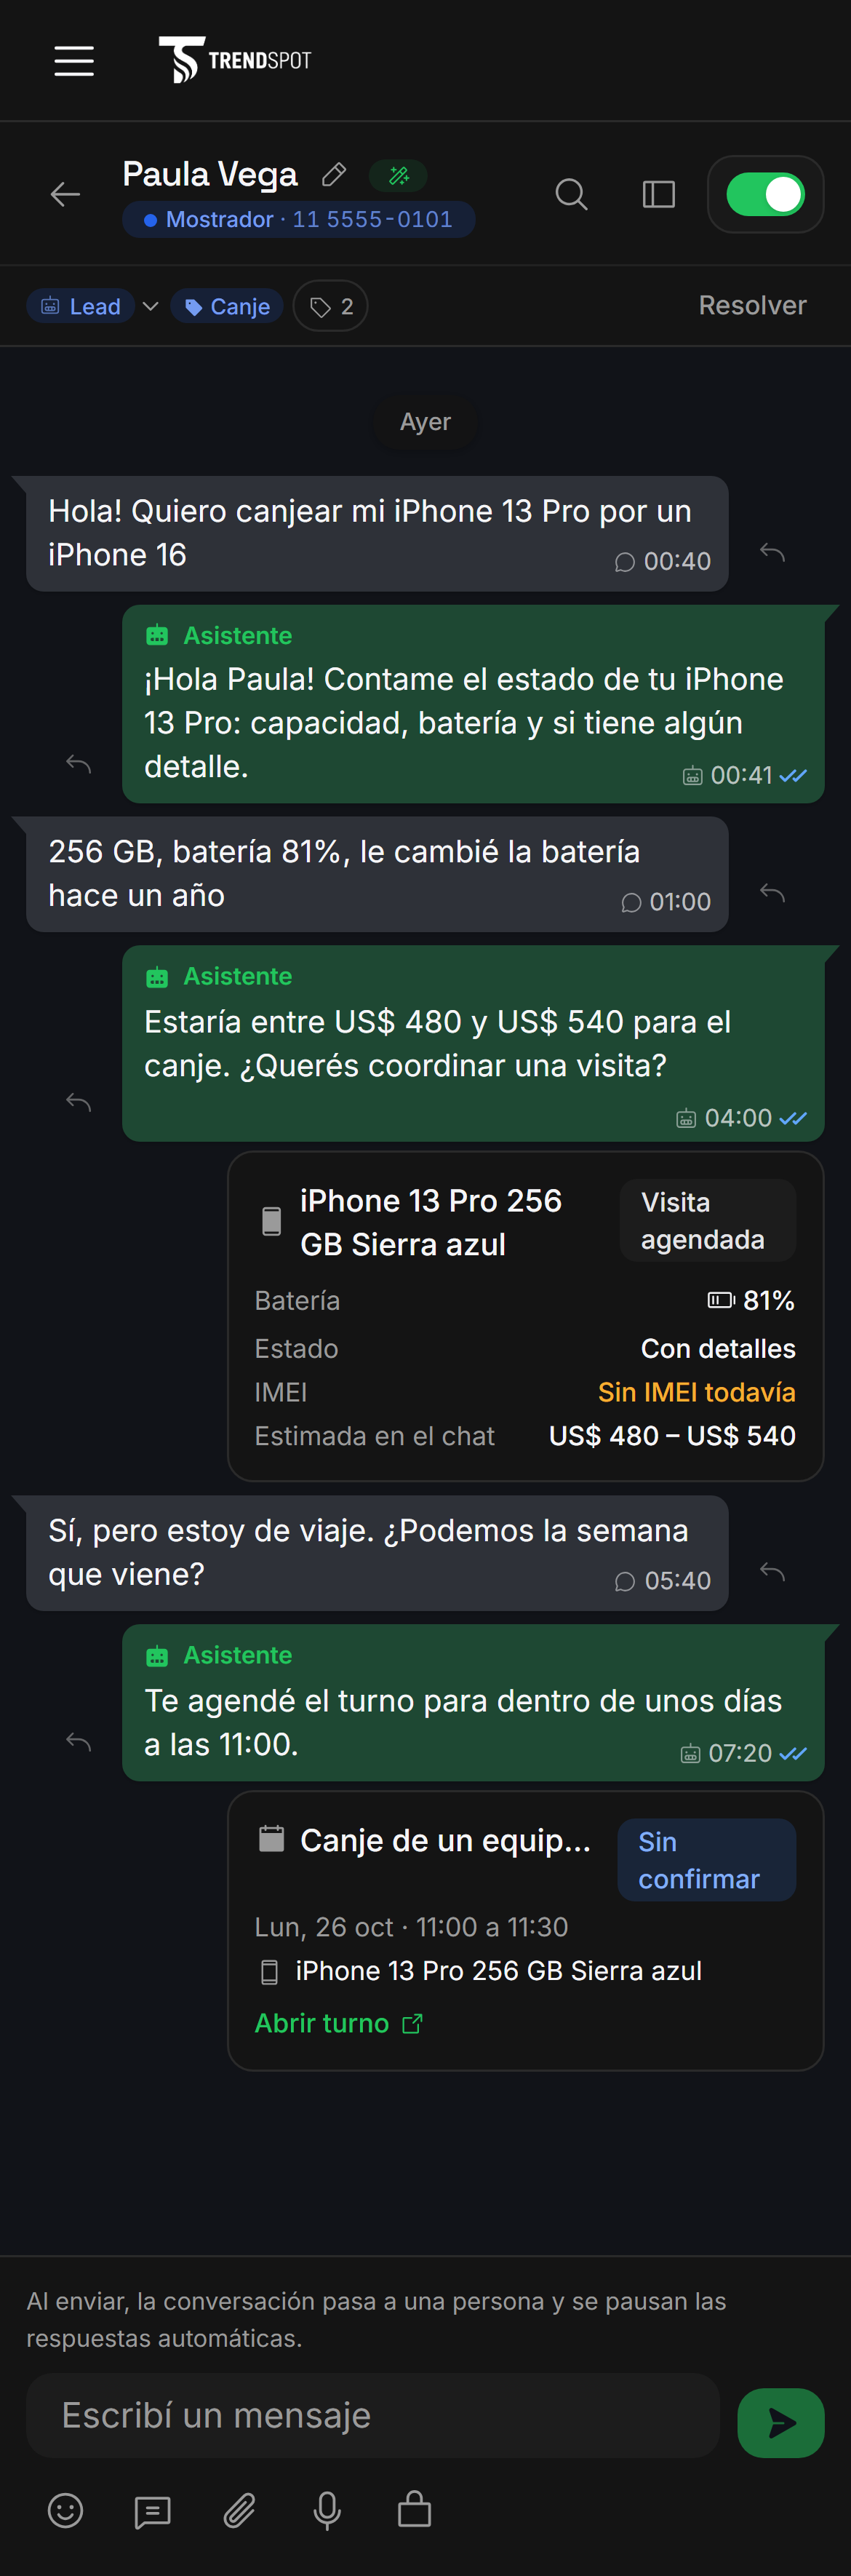 TRENDSPOT
Paula Vega
Mostrador · 11 5555-0101
Lead
Canje
2
Resolver
Ayer
Hola! Quiero canjear mi iPhone 13 Pro por un
iPhone 16
00:40
Asistente
¡Hola Paula! Contame el estado de tu iPhone
13 Pro: capacidad, batería y si tiene algún
detalle.
00:41
256 GB, batería 81%, le cambié la batería
hace un año
01:00
Asistente
Estaría entre US$ 480 y US$ 540 para el
canje. ¿Querés coordinar una visita?
04:00
iPhone 13 Pro 256
GB Sierra azul
Visita
agendada
Batería 81%
Estado Con detalles
IMEI Sin IMEI todavía
Estimada en el chat US$ 480 – US$ 540
Sí, pero estoy de viaje. ¿Podemos la semana
que viene?
05:40
Asistente
Te agendé el turno para dentro de unos días
a las 11:00.
07:20
Canje de un equip...
Sin
confirmar
Lun, 26 oct · 11:00 a 11:30
iPhone 13 Pro 256 GB Sierra azul
Abrir turno
Al enviar, la conversación pasa a una persona y se pausan las
respuestas automáticas.
Escribí un mensaje